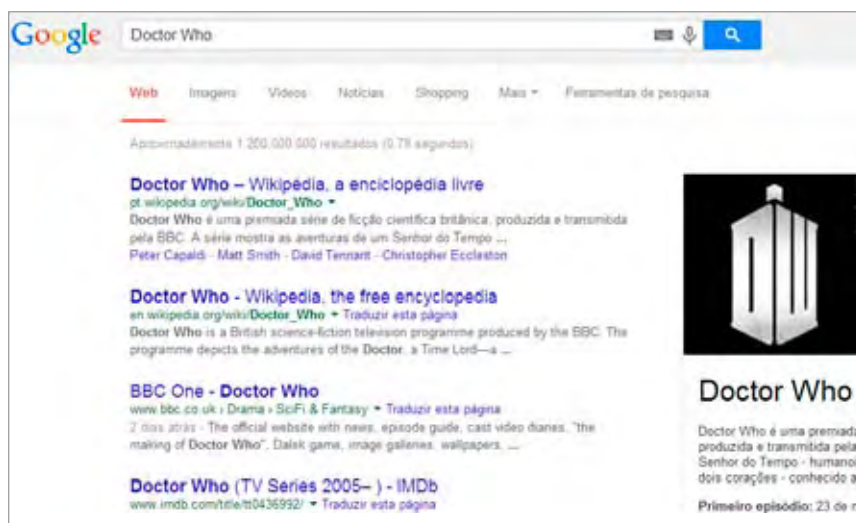 Google Doctor Who
Web Imagens Vídeos Notícias Shopping Mais Ferramentas de pesquisa
Aproximadamente 1 200.000.000 resultados (0,78 segundos)
Doctor Who – Wikipédia, a enciclopédia livre
pt.wikipedia.org/wiki/Doctor_Who
Doctor Who é uma premiada série de ficção científica britânica, produzida e transmitida
pela BBC. A série mostra as aventuras de um Senhor do Tempo ...
Peter Capaldi - Matt Smith - David Tennant - Christopher Eccleston
Doctor Who - Wikipedia, the free encyclopedia
en.wikipedia.org/wiki/Doctor_Who Traduzir esta página
Doctor Who is a British science-fiction television programme produced by the BBC. The
programme depicts the adventures of the Doctor, a Time Lord—a ...
BBC One - Doctor Who
www.bbc.co.uk › Drama › SciFi & Fantasy Traduzir esta página
2 dias atrás - The official website with news, episode guide, cast video diaries, "the
making of Doctor Who", Dalek game, image galleries, wallpapers, ...
Doctor Who (TV Series 2005– ) - IMDb
www.imdb.com/title/tt0436992/ Traduzir esta página
DW
Doctor Who
Doctor Who é uma premiada
produzida e transmitida pela
Senhor do Tempo - humano
dois corações - conhecido a
Primeiro episódio: 23 de